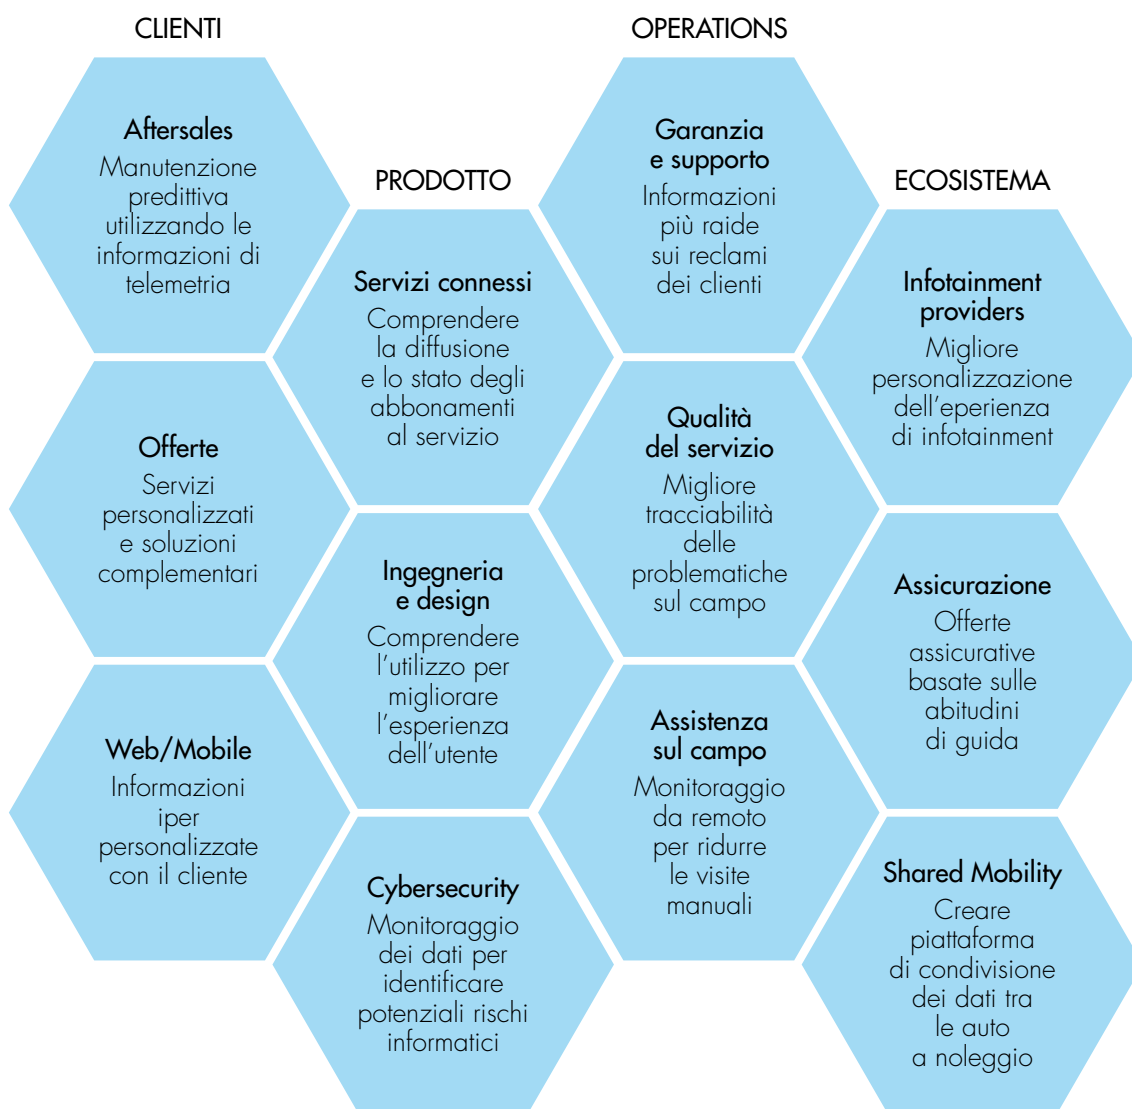 CLIENTI
Aftersales
Manutenzione
predittiva
utilizzando le
informazioni di
telemetria
Offerte
Servizi
personalizzati
e soluzioni
complementari
Web/Mobile
Informazioni
iper
personalizzate
con il cliente
PRODOTTO
Servizi connessi
Comprendere
la diffusione
e lo stato degli
abbonamenti
al servizio
Ingegneria
e design
Comprendere
l'utilizzo per
migliorare
l'esperienza
dell'utente
Cybersecurity
Monitoraggio
dei dati per
identificare
potenziali rischi
informatici
OPERATIONS
Garanzia
e supporto
Informazioni
più raide
sui reclami
dei clienti
Qualità
del servizio
Migliore
tracciabilità
delle
problematiche
sul campo
Assistenza
sul campo
Monitoraggio
da remoto
per ridurre
le visite
manuali
ECOSISTEMA
Infotainment
providers
Migliore
personalizzazione
dell'eperienza
di infotainment
Assicurazione
Offerte
assicurative
basate sulle
abitudini
di guida
Shared Mobility
Creare
piattaforma
di condivisione
dei dati tra
le auto
a noleggio